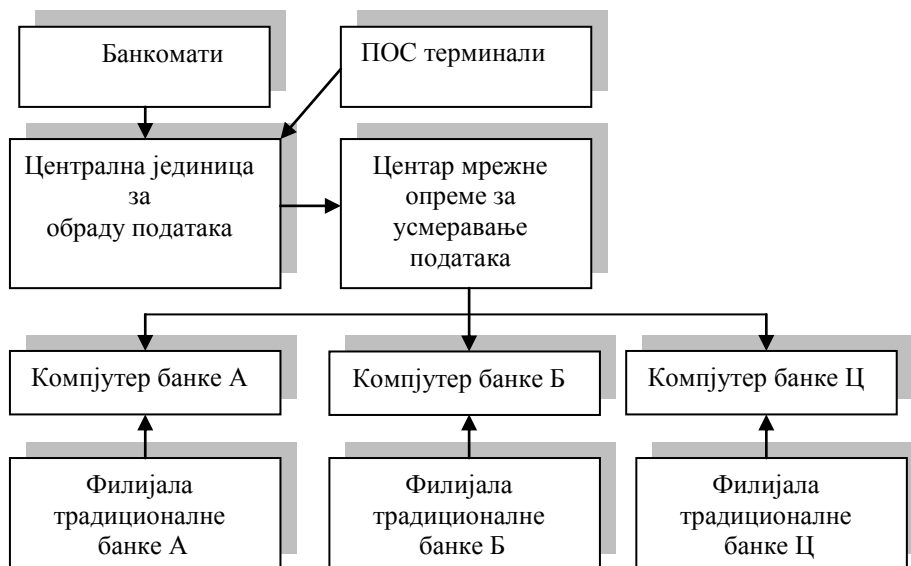 Банкомати
ПОС терминали
Централна јединица
за
обраду података
Центар мрежне
опреме за
усмеравање
података
Компјутер банке А
Компјутер банке Б
Компјутер банке Ц
Филијала
традиционалне
банке А
Филијала
традиционалне
банке Б
Филијала
традиционалне
банке Ц